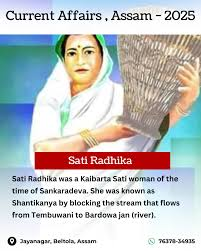 Current Affairs , Assam - 2025
Sati Radhika
Sati Radhika was a Kaibarta Sati woman of the
time of Sankaradeva. She was known as
Shantikanya by blocking the stream that flows
from Tembuwani to Bardowa jan (river).
Jayanagar, Beltola, Assam
76378-34935